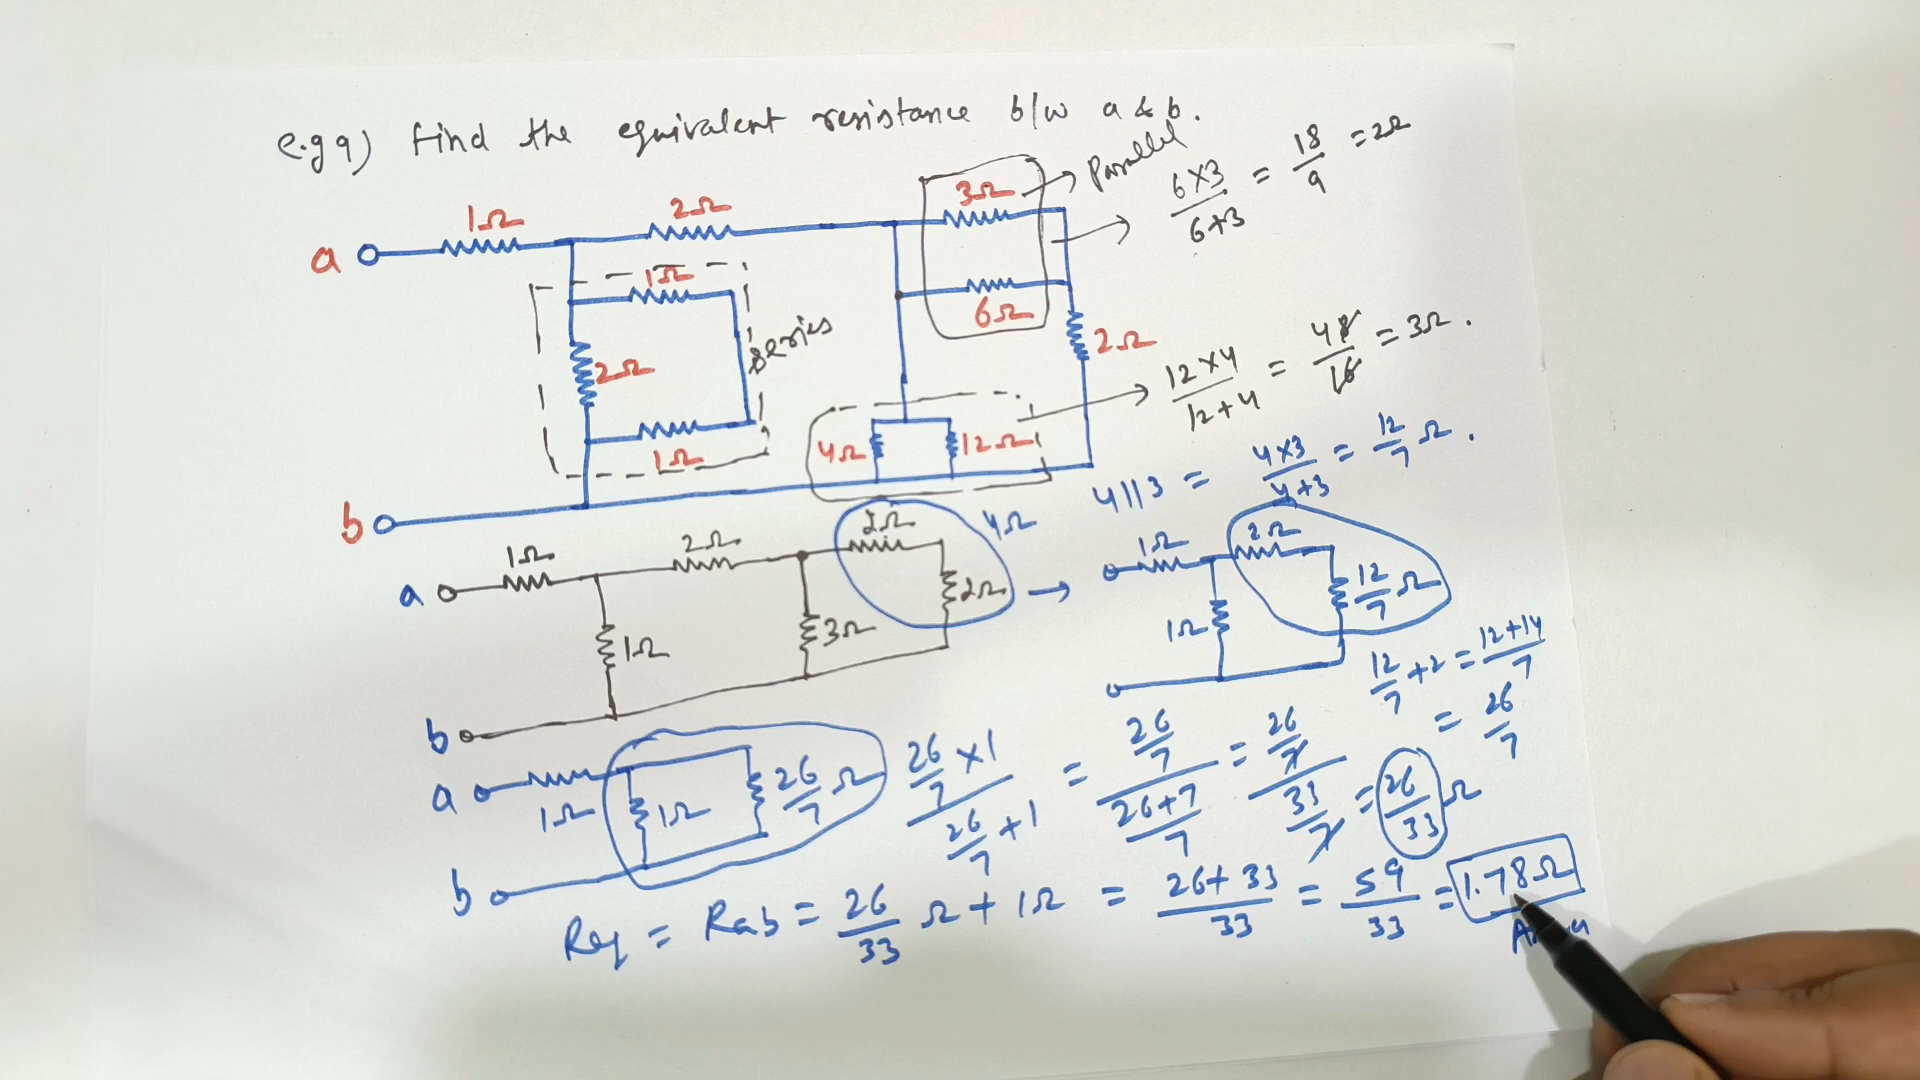 e.g 9) Find the equivalent resistance b/w a & b.
Parallel
6×3/6+3 = 18/9 = 2Ω
1Ω 2Ω 3Ω
a
1Ω
6Ω
series
2Ω
2Ω
12×4/12+4 = 48/16 = 3Ω.
1Ω
4Ω 12Ω
4||3 = 4×3/4+3 = 12/7 Ω.
b
1Ω 2Ω 2Ω 4Ω
a
2Ω
1Ω 3Ω
b
1Ω 2Ω
12/7 Ω
1Ω
12/7 + 2 = 12+14/7
= 26/7
a
1Ω 1Ω 26/7 Ω
b
26/7 ×1 / 26/7 +1 = 26/7 / 26+7/7 = 26/7 / 33/7 = 26/33 Ω
Req = Rab = 26/33 Ω + 1Ω = 26+33/33 = 59/33 = 1.78Ω